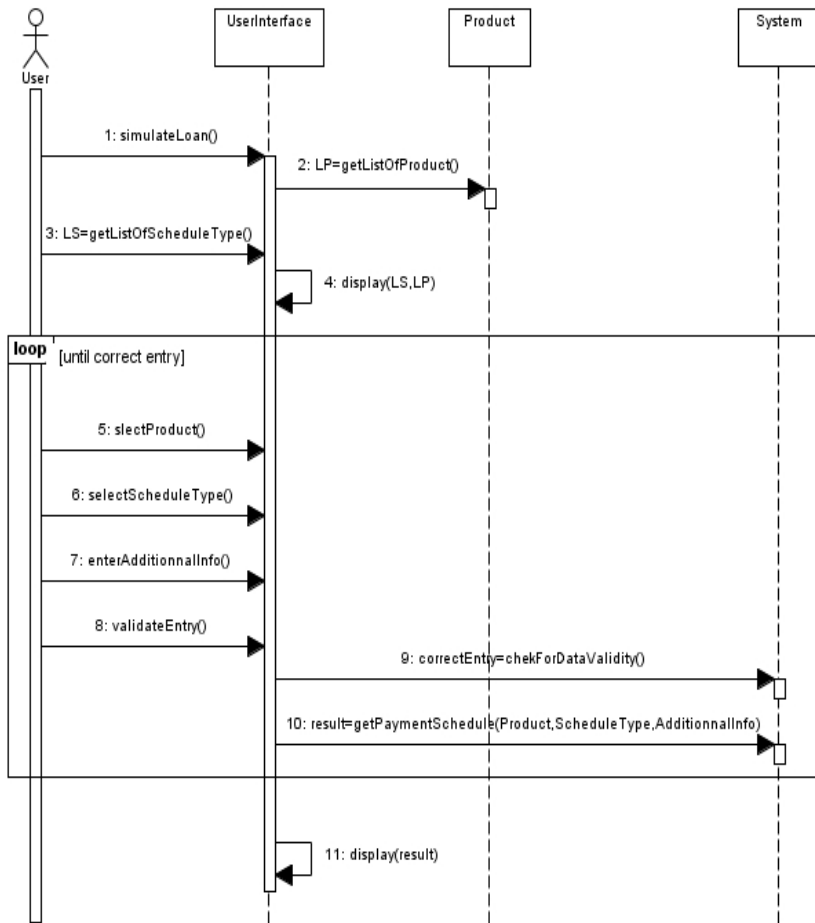 UserInterface
Product
System
User
1: simulateLoan()
2: LP=getListOfProduct()
3: LS=getListOfScheduleType()
4: display(LS,LP)
loop
[until correct entry]
5: slectProduct()
6: selectScheduleType()
7: enterAdditionnalInfo()
8: validateEntry()
9: correctEntry=chekForDataValidity()
10: result=getPaymentSchedule(Product,ScheduleType,AdditionnalInfo)
11: display(result)